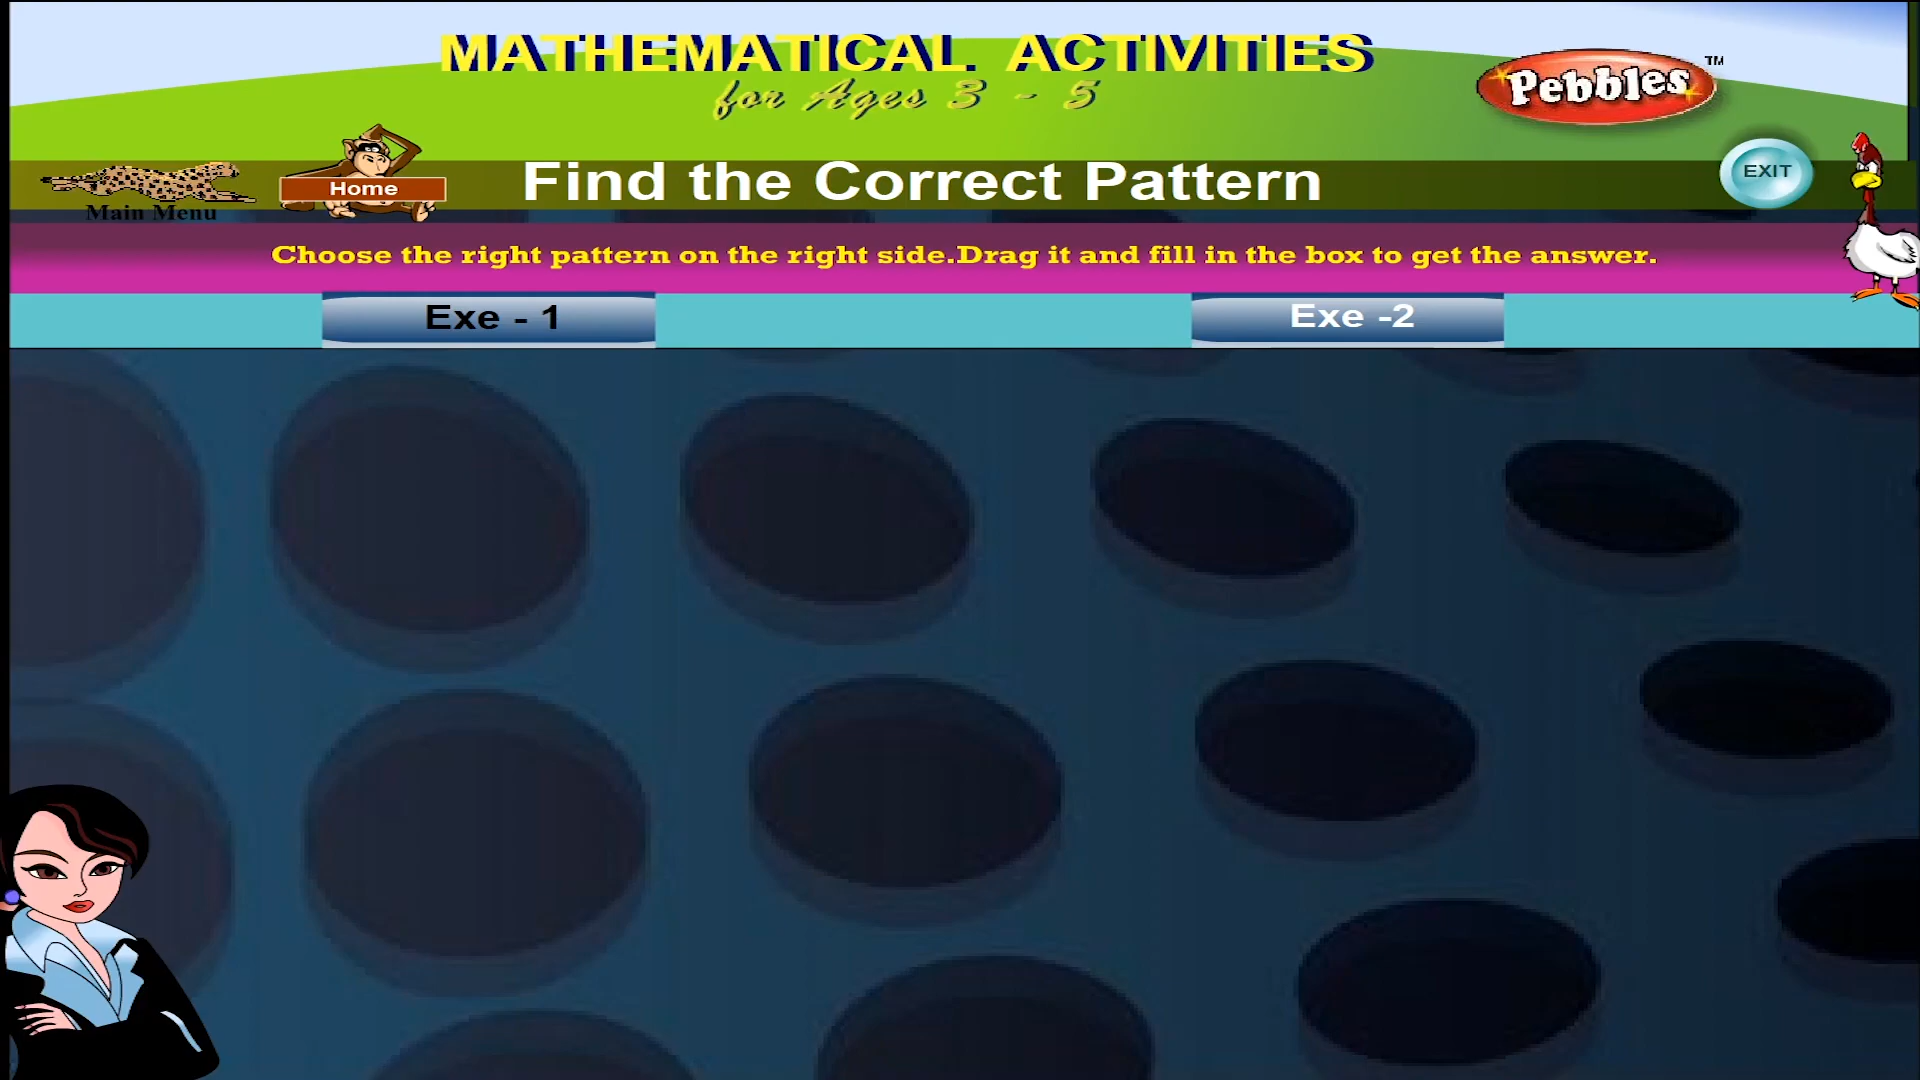 MATHEMATICAL ACTIVITIES
for Ages 3 - 5
Pebbles TM
Main Menu
Home
Find the Correct Pattern
EXIT
Choose the right pattern on the right side.Drag it and fill in the box to get the answer.
Exe - 1
Exe -2